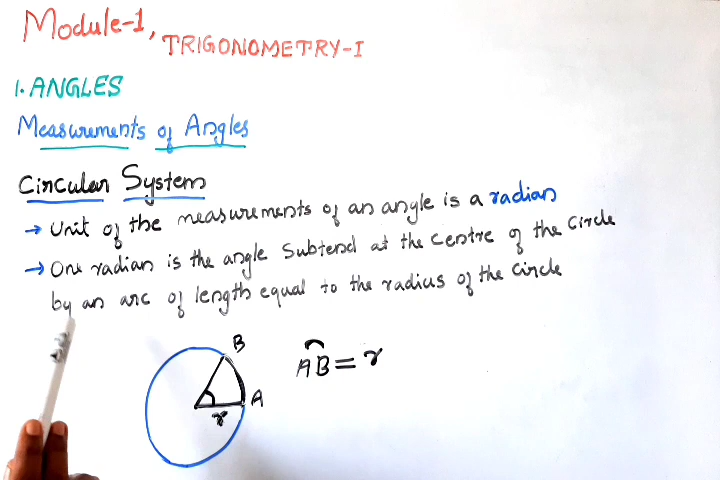 Module-1, TRIGONOMETRY-I
1. ANGLES
Measurements of Angles
Circular System
→ Unit of the measurements of an angle is a radian
→ One radian is the angle Subtend at the Centre of the Circle
by an arc of length equal to the radius of the circle
B
A͡B = r
A
r